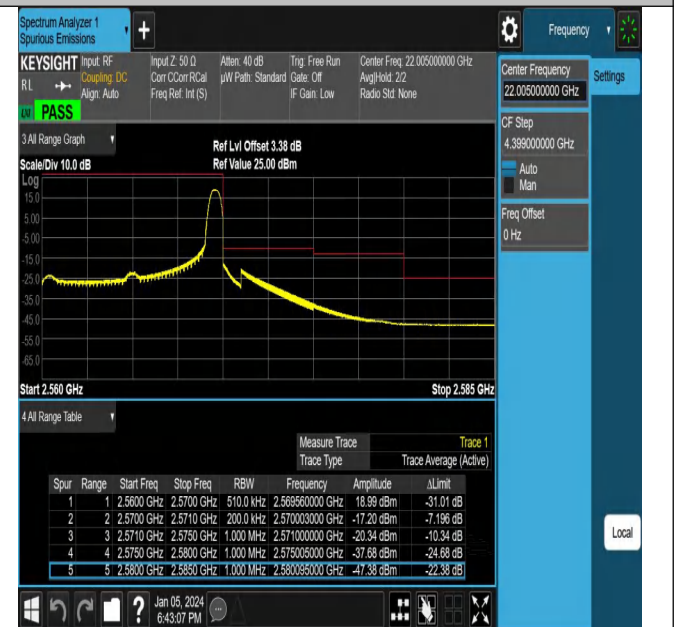 Spectrum Analyzer 1
Spurious Emissions
Frequency
KEYSIGHT Input: RF Input Z: 50 Ω Atten: 40 dB Trig: Free Run Center Freq: 22.005000000 GHz
RL Coupling: DC Corr CCorr RCal µW Path: Standard Gate: Off Avg|Hold: 2/2
Align: Auto Freq Ref: Int (S) IF Gain: Low Radio Std: None
PASS
Center Frequency
22.005000000 GHz
Settings
CF Step
4.399000000 GHz
Auto
Man
Freq Offset
0 Hz
Local
3 All Range Graph
Ref Lvl Offset 3.38 dB
Scale/Div 10.0 dB Ref Value 25.00 dBm
Log
15.0
5.00
-5.00
-15.0
-25.0
-35.0
-45.0
-55.0
-65.0
Start 2.560 GHz Stop 2.585 GHz
4 All Range Table
Measure Trace Trace 1
Trace Type Trace Average (Active)
Spur Range Start Freq Stop Freq RBW Frequency Amplitude ΔLimit
1 1 2.5600 GHz 2.5700 GHz 510.0 kHz 2.569560000 GHz 18.99 dBm -31.01 dB
2 2 2.5700 GHz 2.5710 GHz 200.0 kHz 2.570003000 GHz -17.20 dBm -7.196 dB
3 3 2.5710 GHz 2.5750 GHz 1.000 MHz 2.571000000 GHz -20.34 dBm -10.34 dB
4 4 2.5750 GHz 2.5800 GHz 1.000 MHz 2.575005000 GHz -37.68 dBm -24.68 dB
5 5 2.5800 GHz 2.5850 GHz 1.000 MHz 2.580095000 GHz -47.38 dBm -22.38 dB
Jan 05, 2024
6:43:07 PM